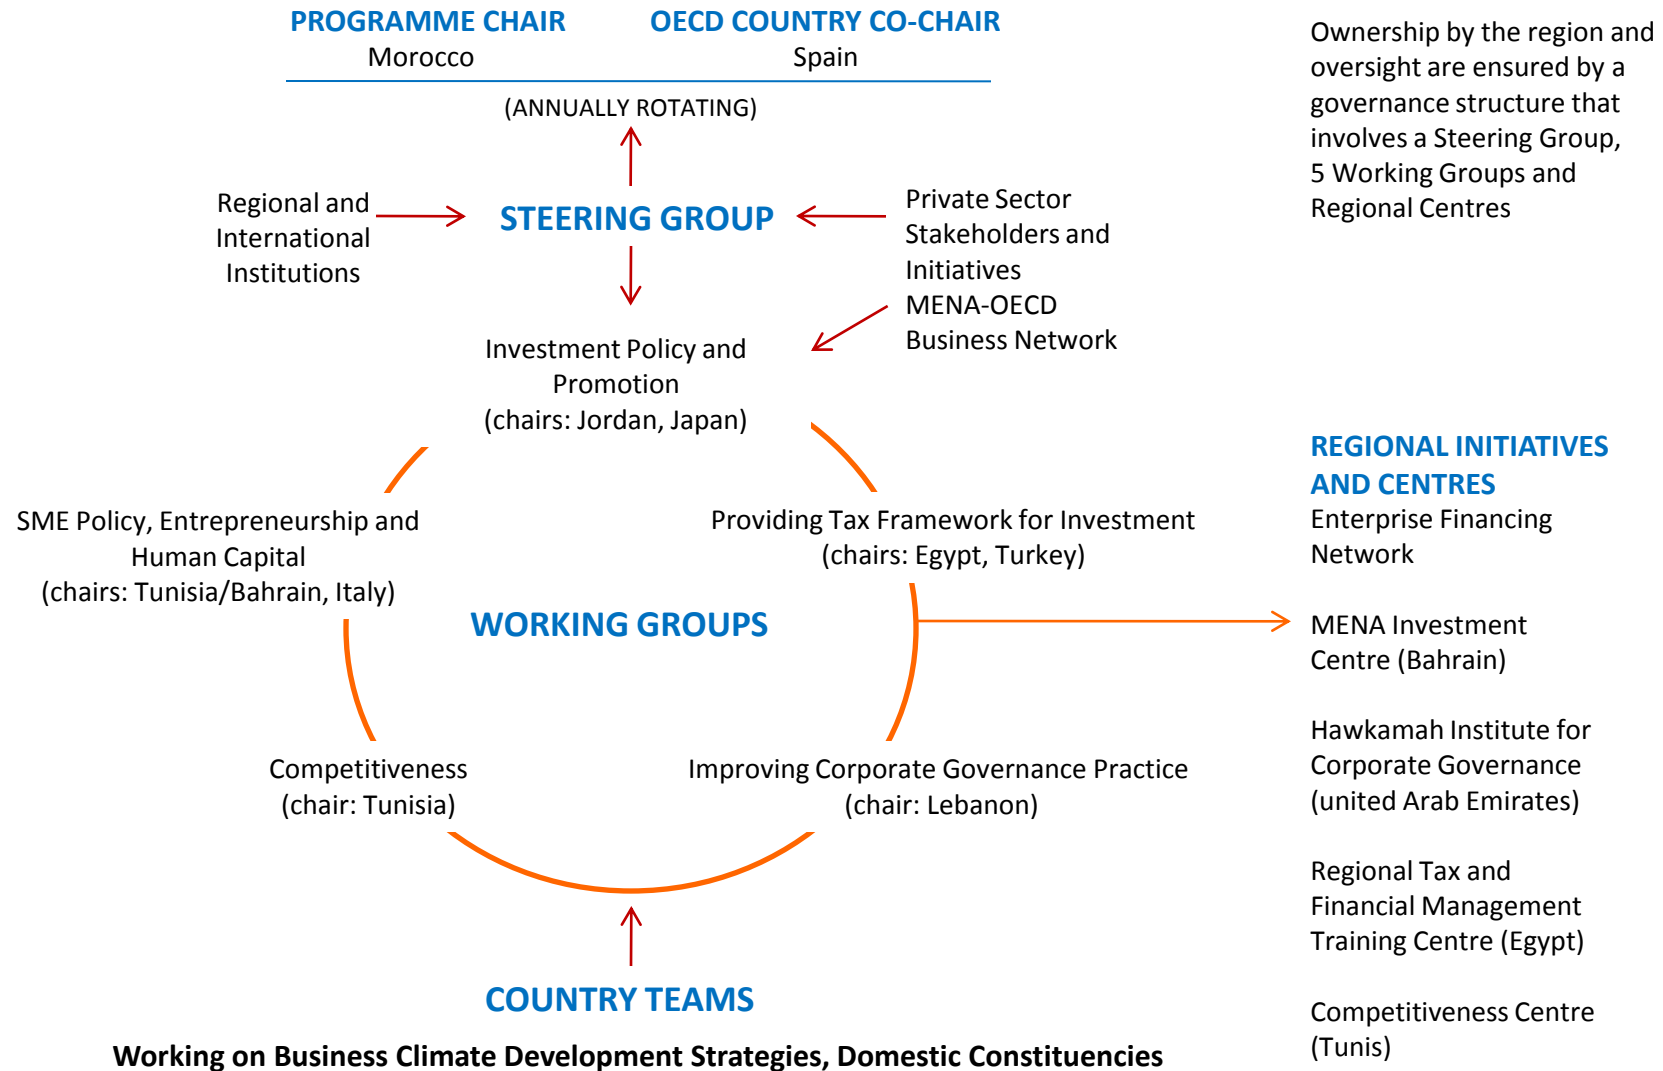 PROGRAMME CHAIR
Morocco
OECD COUNTRY CO-CHAIR
Spain
(ANNUALLY ROTATING)
Regional and
International
Institutions
STEERING GROUP
Private Sector
Stakeholders and
Initiatives
MENA-OECD
Business Network
Investment Policy and
Promotion
(chairs: Jordan, Japan)
SME Policy, Entrepreneurship and
Human Capital
(chairs: Tunisia/Bahrain, Italy)
Providing Tax Framework for Investment
(chairs: Egypt, Turkey)
WORKING GROUPS
Competitiveness
(chair: Tunisia)
Improving Corporate Governance Practice
(chair: Lebanon)
COUNTRY TEAMS
Working on Business Climate Development Strategies, Domestic Constituencies
Ownership by the region and
oversight are ensured by a
governance structure that
involves a Steering Group,
5 Working Groups and
Regional Centres
REGIONAL INITIATIVES
AND CENTRES
Enterprise Financing
Network
MENA Investment
Centre (Bahrain)
Hawkamah Institute for
Corporate Governance
(united Arab Emirates)
Regional Tax and
Financial Management
Training Centre (Egypt)
Competitiveness Centre
(Tunis)